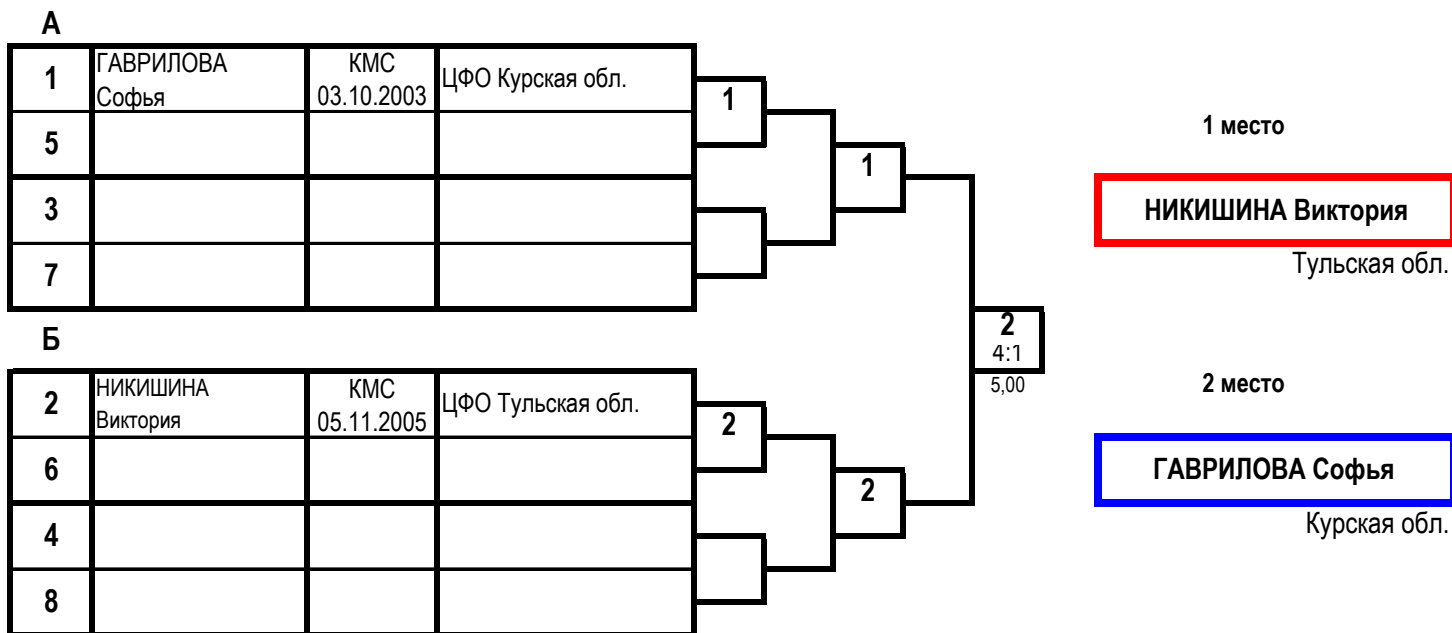 А
1
ГАВРИЛОВА
Софья
КМС
03.10.2003
ЦФО Курская обл.
5
3
7
1
1
Б
2
НИКИШИНА
Виктория
КМС
05.11.2005
ЦФО Тульская обл.
6
4
8
2
2
2
4:1
5,00
1 место
НИКИШИНА Виктория
Тульская обл.
2 место
ГАВРИЛОВА Софья
Курская обл.